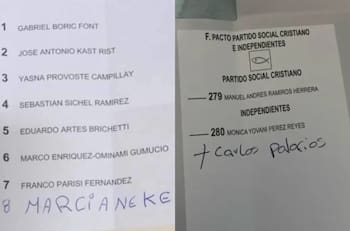 1 GABRIEL BORIC FONT
2 JOSE ANTONIO KAST RIST
3 YASNA PROVOSTE CAMPILLAY
4 SEBASTIAN SICHEL RAMIREZ
5 EDUARDO ARTES BRICHETTI
6 MARCO ENRIQUEZ-OMINAMI GUMUCIO
7 FRANCO PARISI FERNANDEZ
8 MARCIANEKE
F. PACTO PARTIDO SOCIAL CRISTIANO
E INDEPENDIENTES
PARTIDO SOCIAL CRISTIANO
279 MANUEL ANDRES RAMIROS HERRERA
INDEPENDIENTES
280 MONICA YOVANI PEREZ REYES
+ Carlos palacios